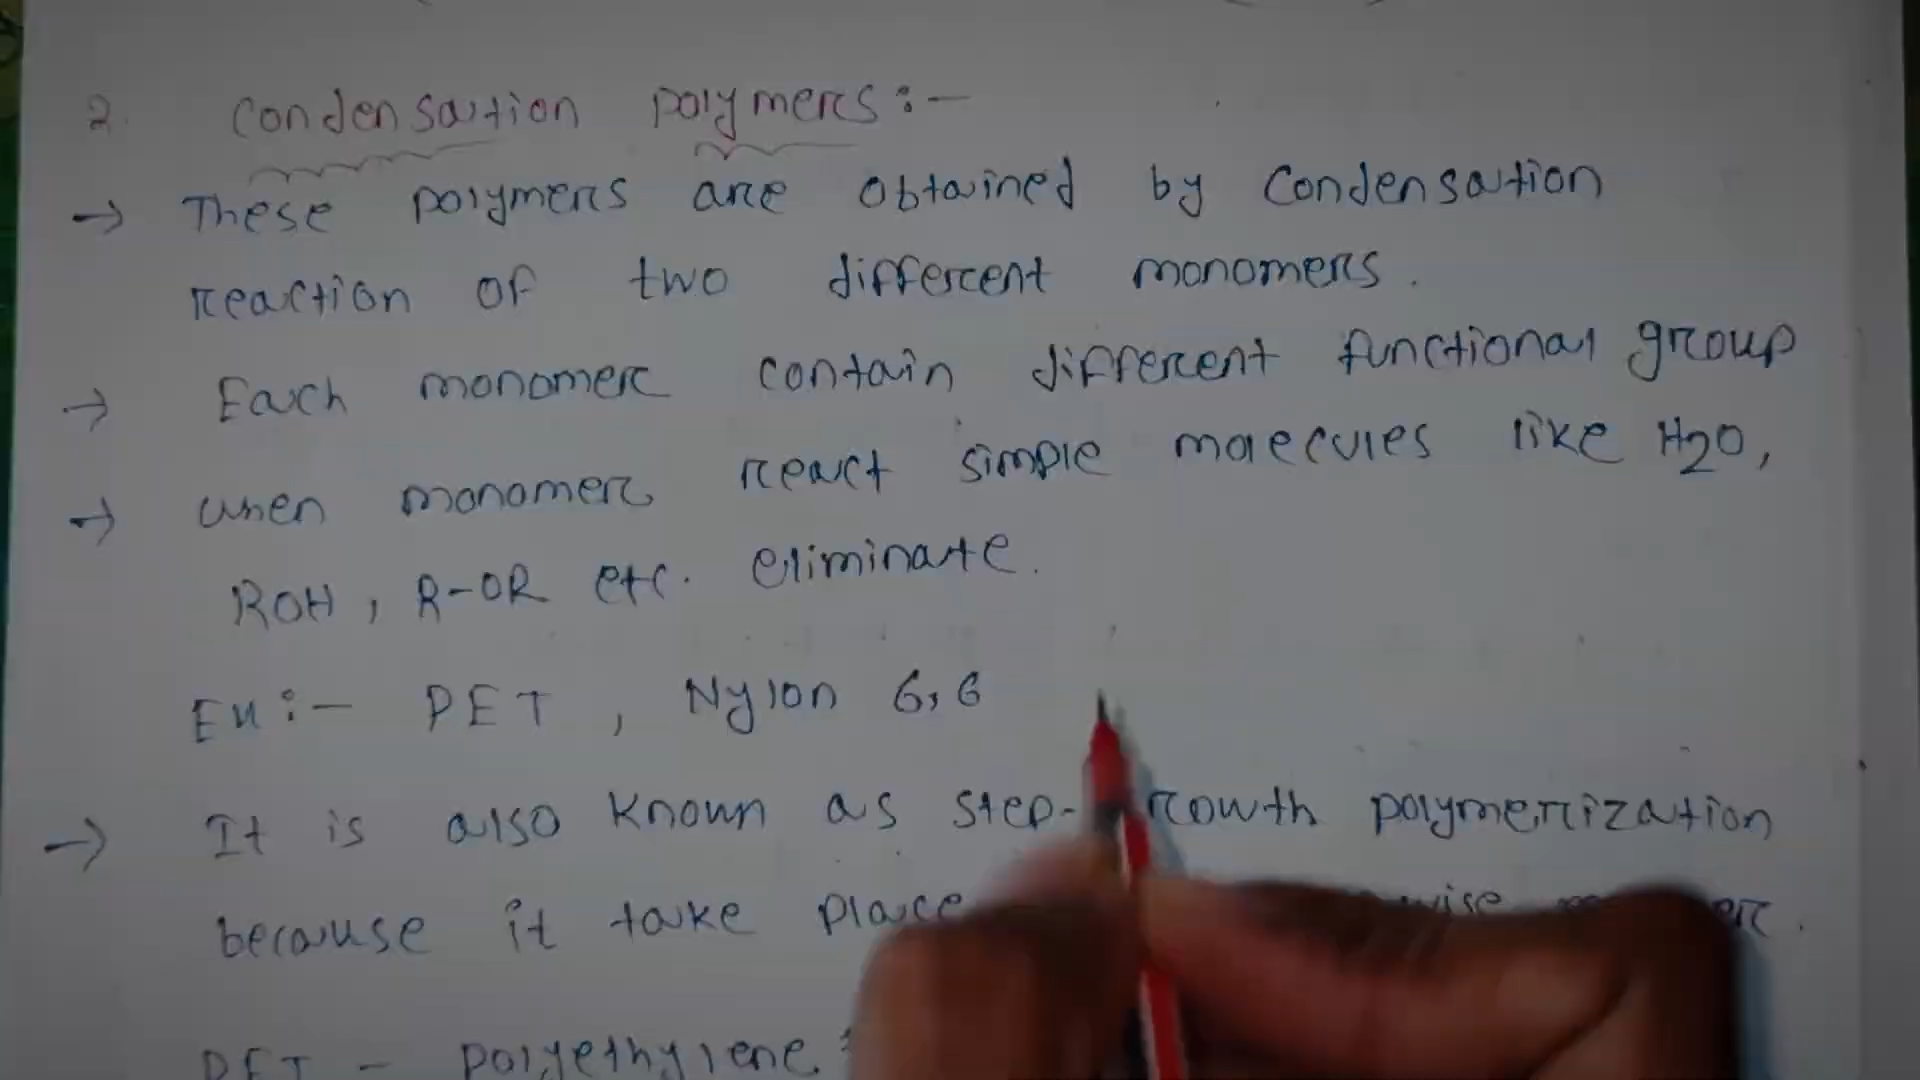 2. Condensation polymers:-
→ These polymers are obtained by Condensation
reaction of two different monomers.
→ Each monomer contain different functional group
→ when monomer react simple molecules like H2O,
ROH, R-OR etc. eliminate.
Ex:- PET, Nylon 6,6
→ It is also known as step- polymerization
because it take place
PET - polyethylene